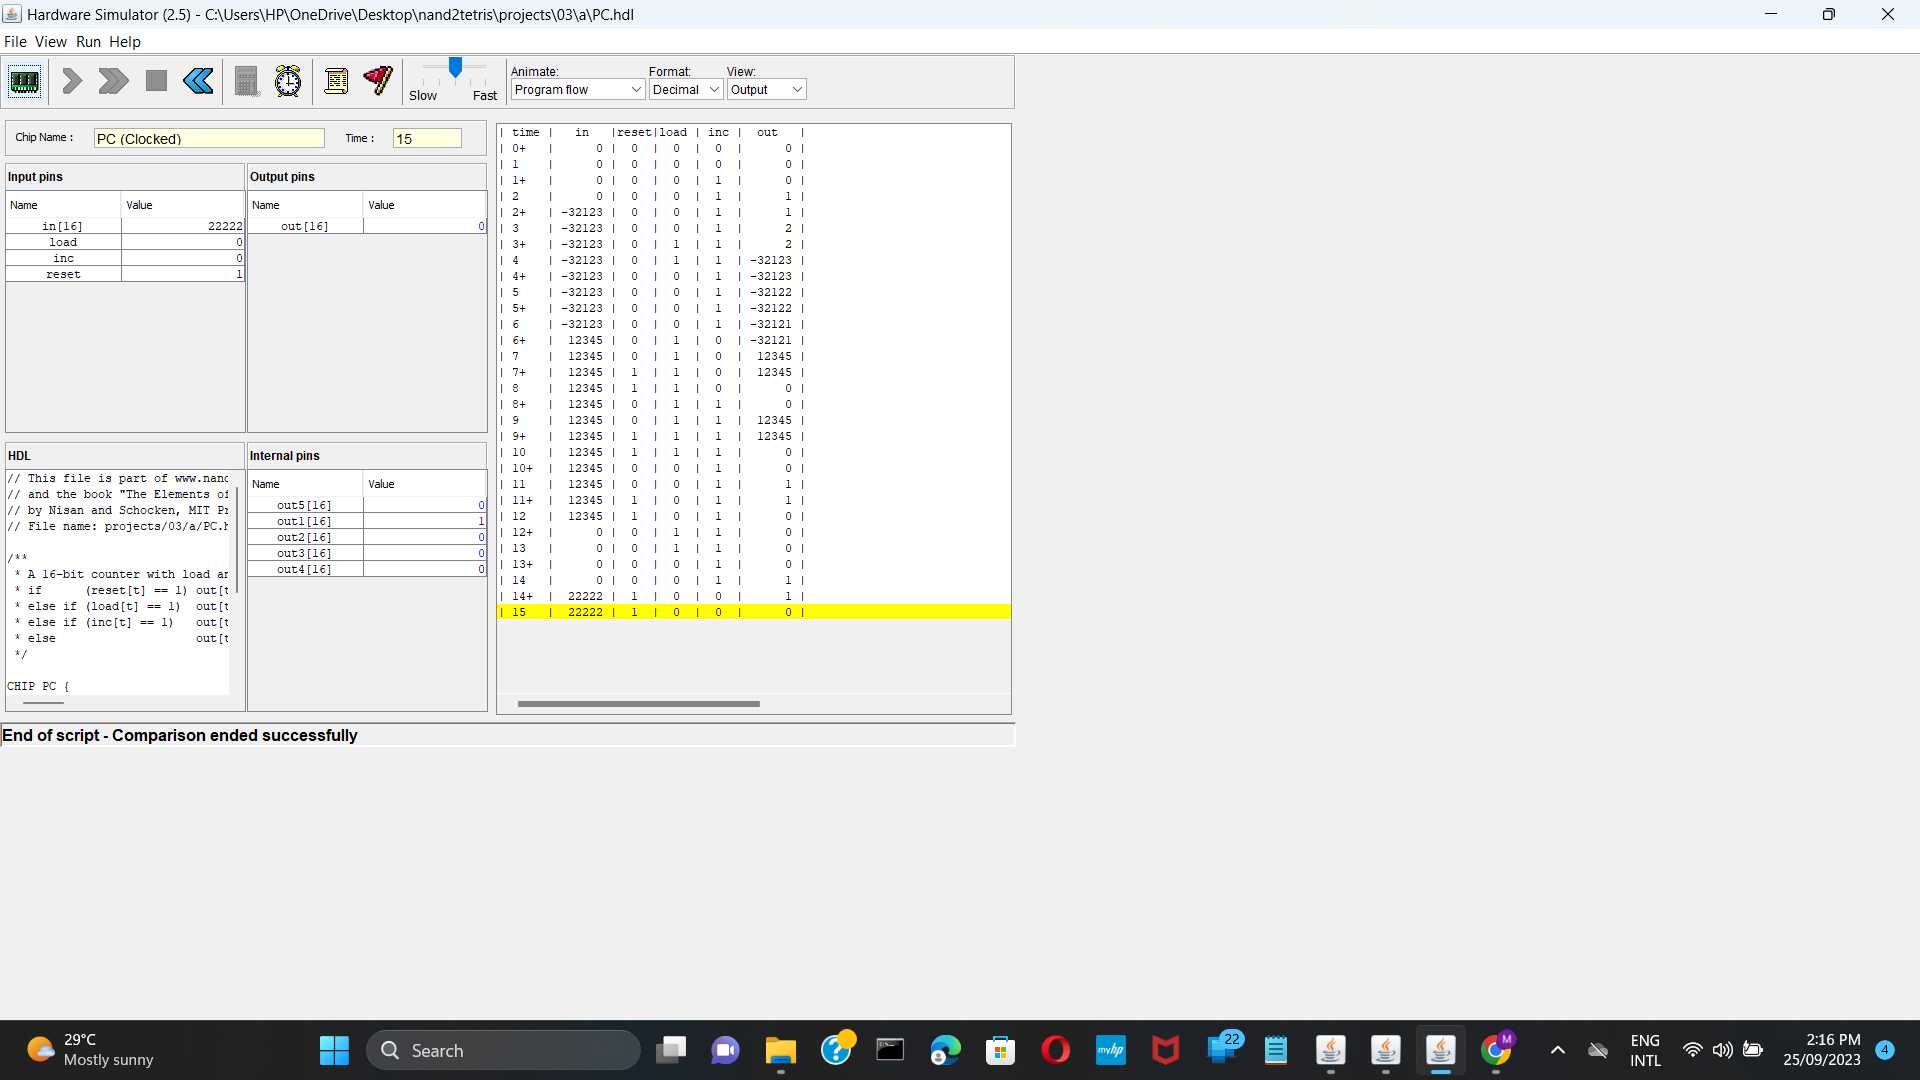 Hardware Simulator (2.5) - C:\Users\HP\OneDrive\Desktop\nand2tetris\projects\03\a\PC.hdl
File View Run Help
Slow Fast
Animate: Format: View:
Program flow Decimal Output
Chip Name : PC (Clocked) Time : 15
Input pins
Name Value
in[16] 22222
load 0
inc 0
reset 1
Output pins
Name Value
out[16] 0
HDL
// This file is part of www.nand
// and the book "The Elements of
// by Nisan and Schocken, MIT Pr
// File name: projects/03/a/PC.h
/**
* A 16-bit counter with load an
* if (reset[t] == 1) out[t
* else if (load[t] == 1) out[t
* else if (inc[t] == 1) out[t
* else out[t
*/
CHIP PC {
Internal pins
Name Value
out5[16] 0
out1[16] 1
out2[16] 0
out3[16] 0
out4[16] 0
| time | in |reset|load | inc | out |
| 0+ | 0 | 0 | 0 | 0 | 0 |
| 1 | 0 | 0 | 0 | 0 | 0 |
| 1+ | 0 | 0 | 0 | 1 | 0 |
| 2 | 0 | 0 | 0 | 1 | 1 |
| 2+ | -32123 | 0 | 0 | 1 | 1 |
| 3 | -32123 | 0 | 0 | 1 | 2 |
| 3+ | -32123 | 0 | 1 | 1 | 2 |
| 4 | -32123 | 0 | 1 | 1 | -32123 |
| 4+ | -32123 | 0 | 0 | 1 | -32123 |
| 5 | -32123 | 0 | 0 | 1 | -32122 |
| 5+ | -32123 | 0 | 0 | 1 | -32122 |
| 6 | -32123 | 0 | 0 | 1 | -32121 |
| 6+ | 12345 | 0 | 1 | 0 | -32121 |
| 7 | 12345 | 0 | 1 | 0 | 12345 |
| 7+ | 12345 | 1 | 1 | 0 | 12345 |
| 8 | 12345 | 1 | 1 | 0 | 0 |
| 8+ | 12345 | 0 | 1 | 1 | 0 |
| 9 | 12345 | 0 | 1 | 1 | 12345 |
| 9+ | 12345 | 1 | 1 | 1 | 12345 |
| 10 | 12345 | 1 | 1 | 1 | 0 |
| 10+ | 12345 | 0 | 0 | 1 | 0 |
| 11 | 12345 | 0 | 0 | 1 | 1 |
| 11+ | 12345 | 1 | 0 | 1 | 1 |
| 12 | 12345 | 1 | 0 | 1 | 0 |
| 12+ | 0 | 0 | 1 | 1 | 0 |
| 13 | 0 | 0 | 1 | 1 | 0 |
| 13+ | 0 | 0 | 0 | 1 | 0 |
| 14 | 0 | 0 | 0 | 1 | 1 |
| 14+ | 22222 | 1 | 0 | 0 | 1 |
| 15 | 22222 | 1 | 0 | 0 | 0 |
End of script - Comparison ended successfully
29°C
Mostly sunny
Search
myhp
22
M
ENG
INTL
2:16 PM
25/09/2023
4